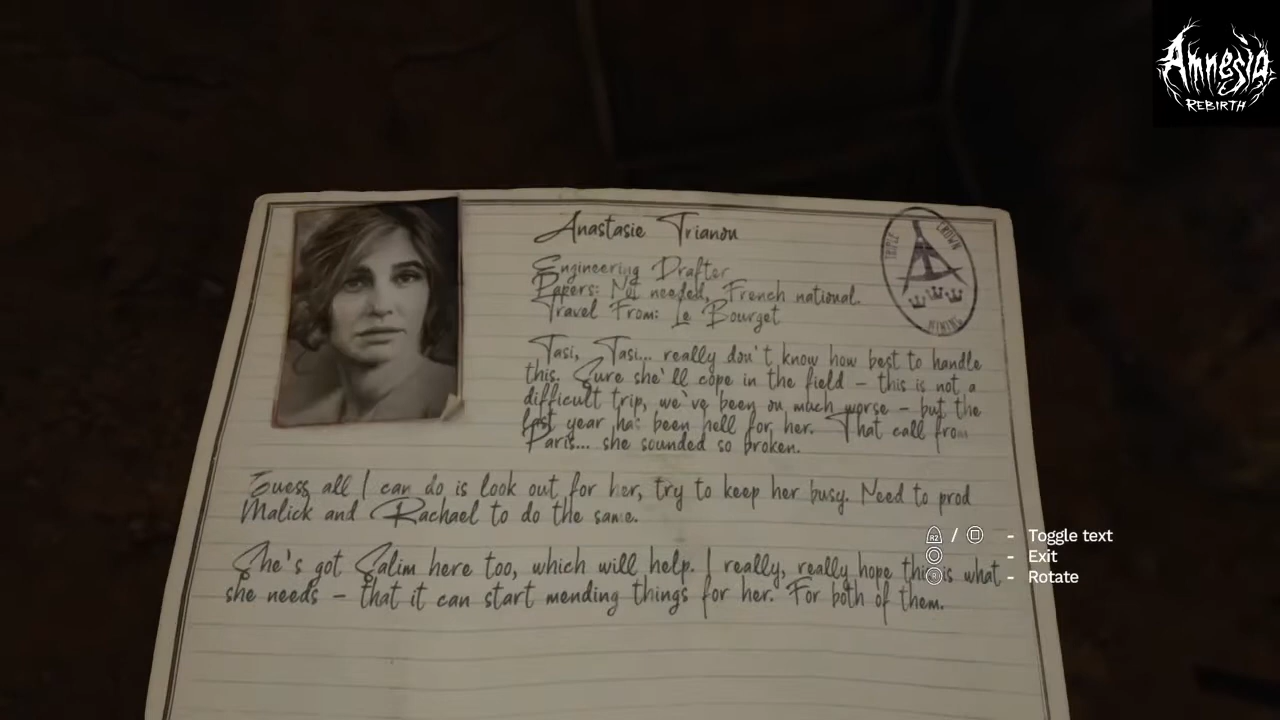 Amnesia
REBIRTH
Anastasie Trianon
TRIPLE CROWN
MINING
Engineering Drafter
Papers: Not needed, French national.
Travel From: Le Bourget
Tasi, Tasi... really don't know how best to handle
this. Sure she'll cope in the field – this is not a
difficult trip, we've been on much worse – but the
last year has been hell for her. That call from
Paris... she sounded so broken.
Guess all I can do is look out for her, try to keep her busy. Need to prod
Malick and Rachael to do the same.
She's got Salim here too, which will help. I really, really hope this is what
she needs – that it can start mending things for her. For both of them.
R2 / - Toggle text
- Exit
R - Rotate